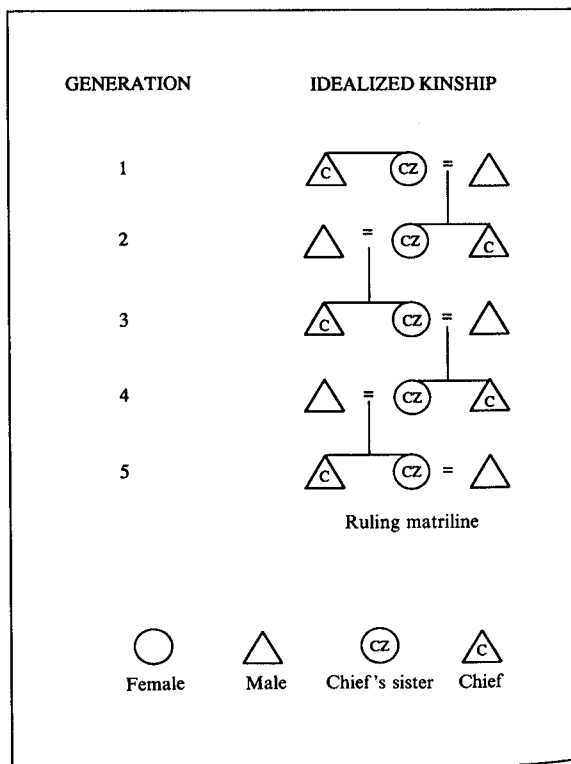 GENERATION IDEALIZED KINSHIP
1 C CZ =
2 = CZ C
3 C CZ =
4 = CZ C
5 C CZ =
Ruling matriline
CZ C
Female Male Chief's sister Chief